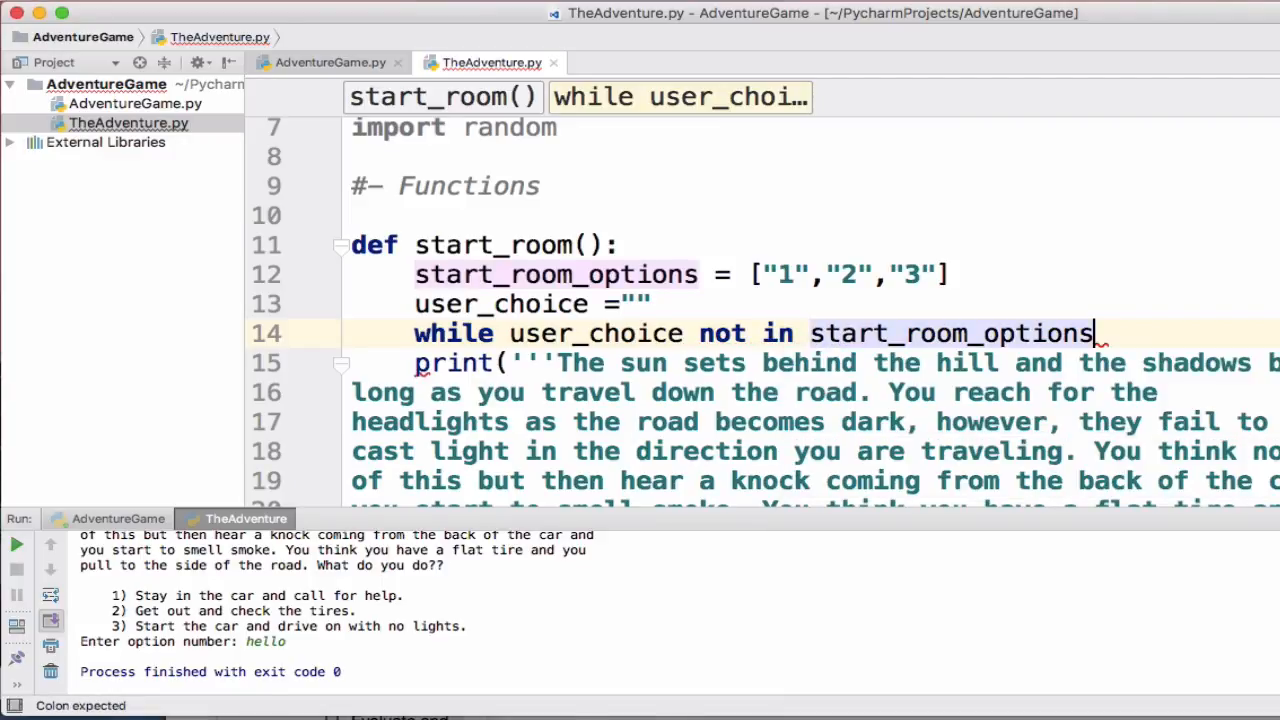 TheAdventure.py - AdventureGame - [~/PycharmProjects/AdventureGame]
AdventureGame
TheAdventure.py
Project
AdventureGame.py
TheAdventure.py
AdventureGame ~/Pycharm
AdventureGame.py
TheAdventure.py
External Libraries
start_room()
while user_choi...
7 import random
8
9 #- Functions
10
11 def start_room():
12 start_room_options = ["1","2","3"]
13 user_choice =""
14 while user_choice not in start_room_options
15 print('''The sun sets behind the hill and the shadows b
16 long as you travel down the road. You reach for the
17 headlights as the road becomes dark, however, they fail to
18 cast light in the direction you are traveling. You think no
19 of this but then hear a knock coming from the back of the c
Run: AdventureGame TheAdventure
of this but then hear a knock coming from the back of the car and
you start to smell smoke. You think you have a flat tire and you
pull to the side of the road. What do you do??
1) Stay in the car and call for help.
2) Get out and check the tires.
3) Start the car and drive on with no lights.
Enter option number: hello
Process finished with exit code 0
Colon expected